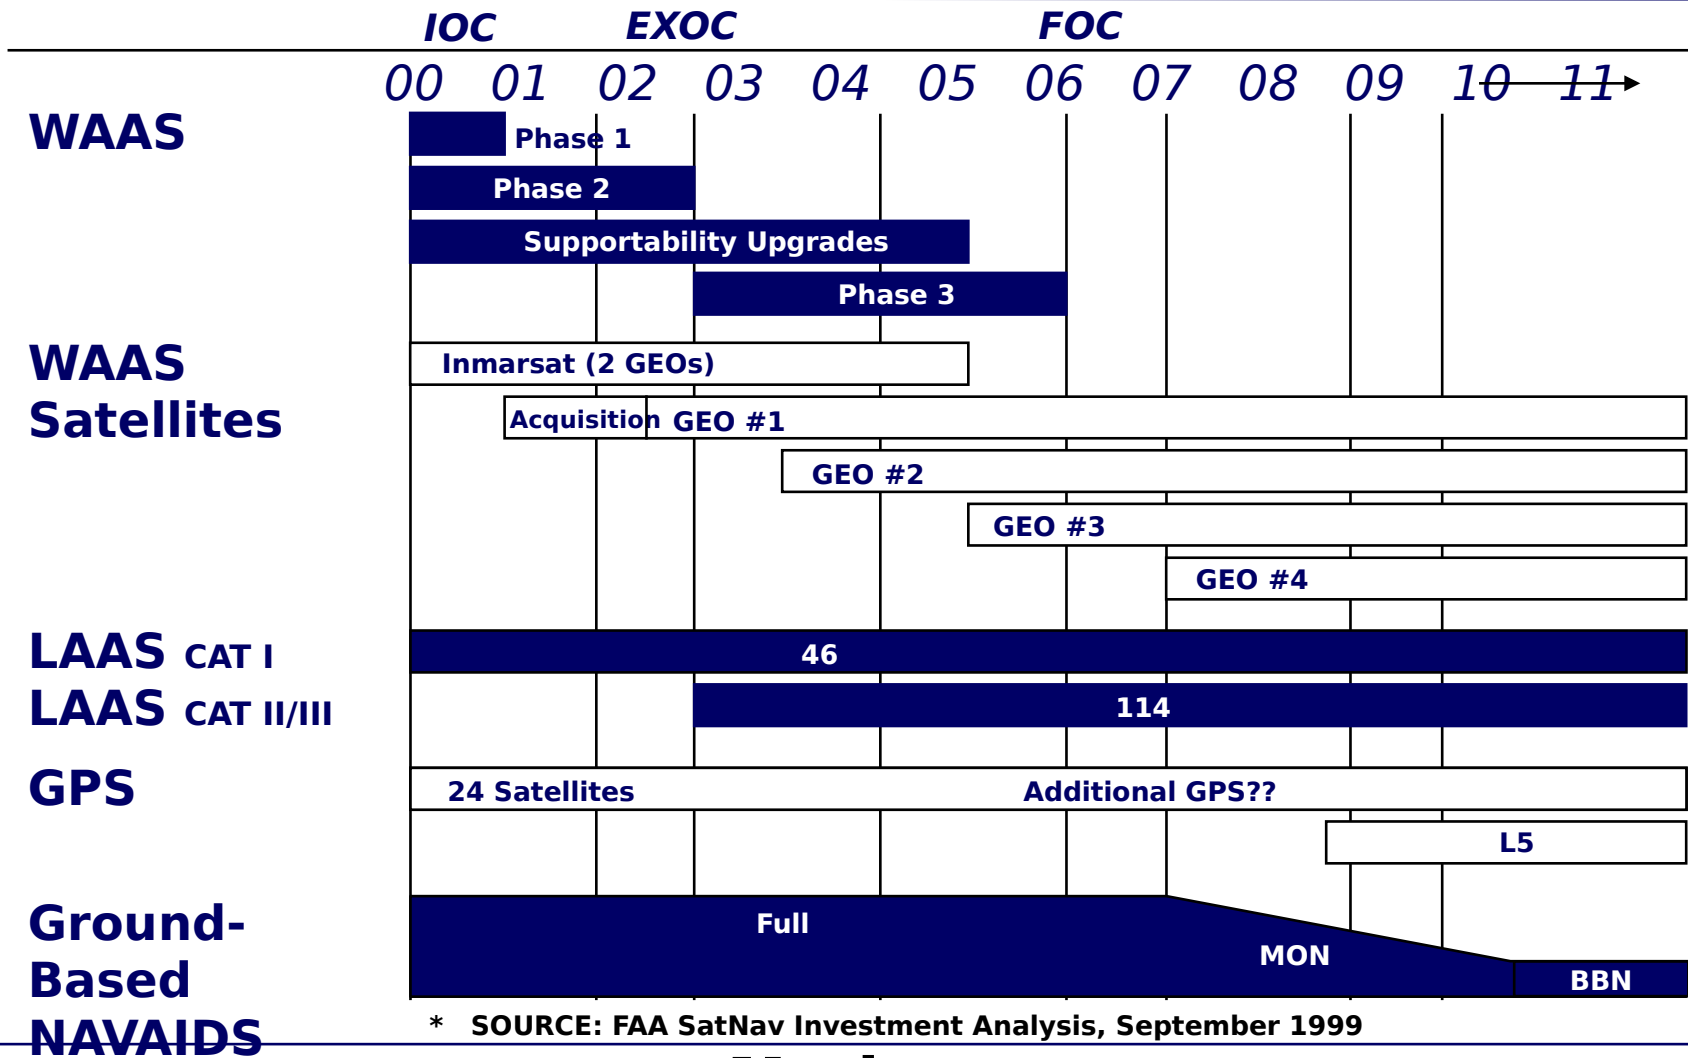 IOC EXOC FOC
00 01 02 03 04 05 06 07 08 09 10 11
WAAS
Phase 1
Phase 2
Supportability Upgrades
Phase 3
WAAS
Satellites
Inmarsat (2 GEOs)
Acquisition GEO #1
GEO #2
GEO #3
GEO #4
LAAS CAT I 46
LAAS CAT II/III 114
GPS
24 Satellites Additional GPS??
L5
Ground-
Based
NAVAIDS
Full
MON
BBN
* SOURCE: FAA SatNav Investment Analysis, September 1999